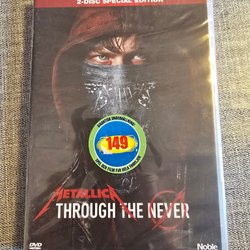 2-DISC SPECIAL EDITION
149
METALLICA
THROUGH THE NEVER
DVD
Noble